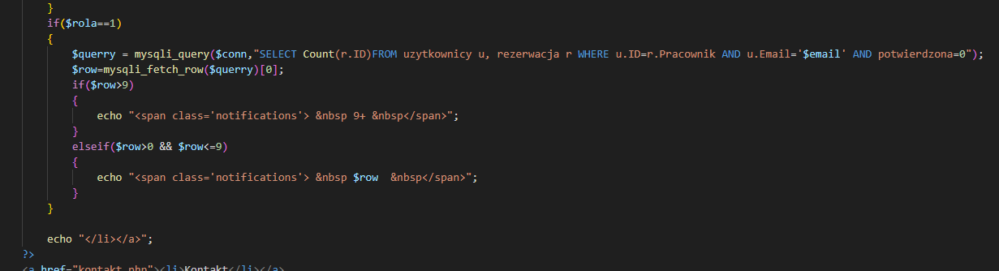 }
if($rola==1)
{
$querry = mysqli_query($conn,"SELECT Count(r.ID)FROM uzytkownicy u, rezerwacja r WHERE u.ID=r.Pracownik AND u.Email='$email' AND potwierdzona=0");
$row=mysqli_fetch_row($querry)[0];
if($row>9)
{
echo "<span class='notifications'> &nbsp 9+ &nbsp</span>";
}
elseif($row>0 && $row<=9)
{
echo "<span class='notifications'> &nbsp $row  &nbsp</span>";
}
}
echo "</li></a>";
?>
<a href="kontakt.php"><li>Kontakt</li></a>